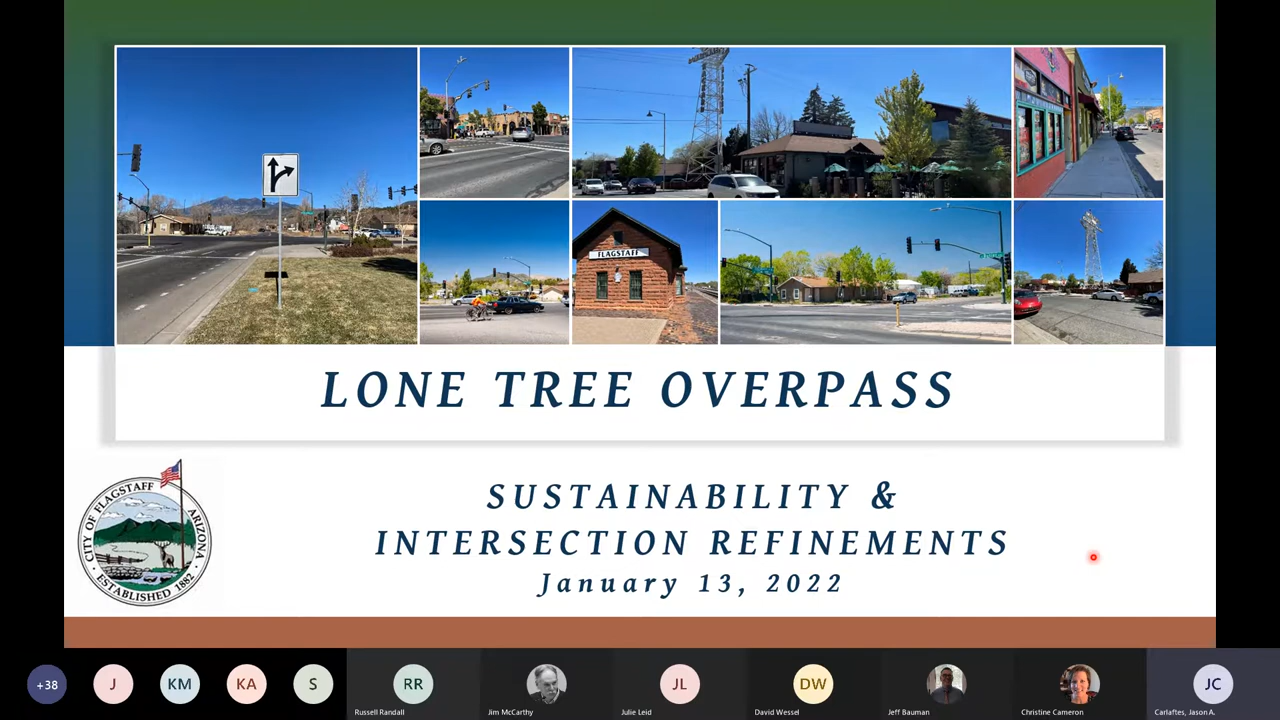 FLAGSTAFF
LONE TREE OVERPASS
CITY OF FLAGSTAFF
ARIZONA
ESTABLISHED 1882
SUSTAINABILITY &
INTERSECTION REFINEMENTS
January 13, 2022
+38
J
KM
KA
S
RR
JL
DW
JC
Russell Randall
Jim McCarthy
Julie Leid
David Wessel
Jeff Bauman
Christine Cameron
Carlaftes, Jason A.